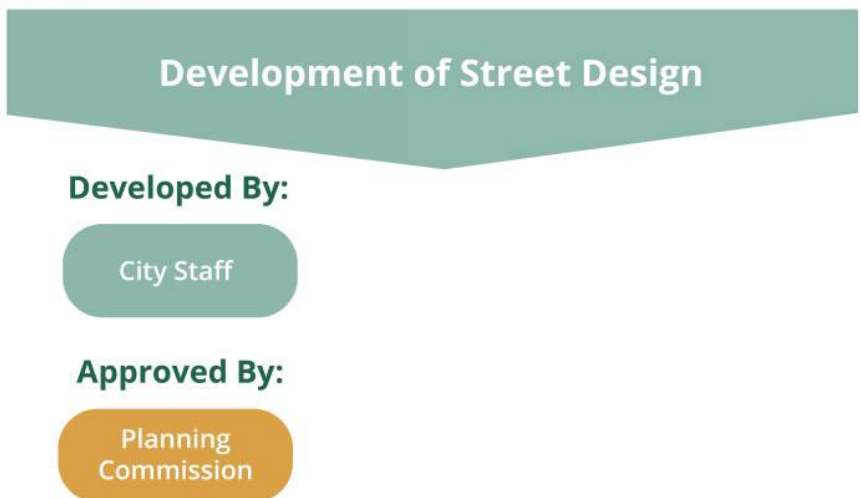 Development of Street Design
Developed By:
City Staff
Approved By:
Planning
Commission